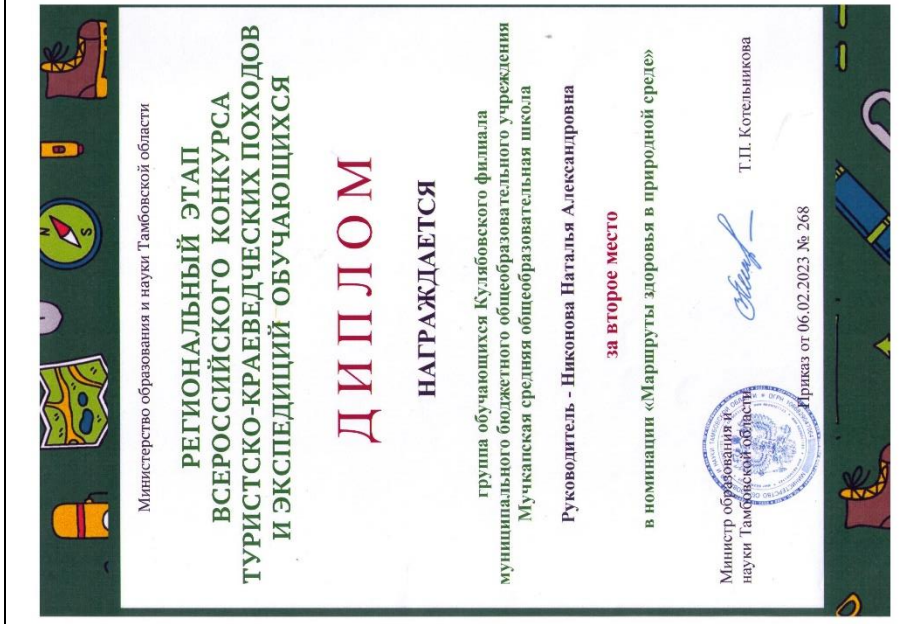 Министерство образования и науки Тамбовской области
РЕГИОНАЛЬНЫЙ ЭТАП
ВСЕРОССИЙСКОГО КОНКУРСА
ТУРИСТСКО-КРАЕВЕДЧЕСКИХ ПОХОДОВ
И ЭКСПЕДИЦИЙ ОБУЧАЮЩИХСЯ
ДИПЛОМ
НАГРАЖДАЕТСЯ
группа обучающихся Кулябовского филиала
муниципального бюджетного общеобразовательного учреждения
Мучкапская средняя общеобразовательная школа
Руководитель - Никонова Наталья Александровна
за второе место
в номинации «Маршруты здоровья в природной среде»
Министр образования и
науки Тамбовской области
Т.П. Котельникова
Приказ от 06.02.2023 № 268
N
S